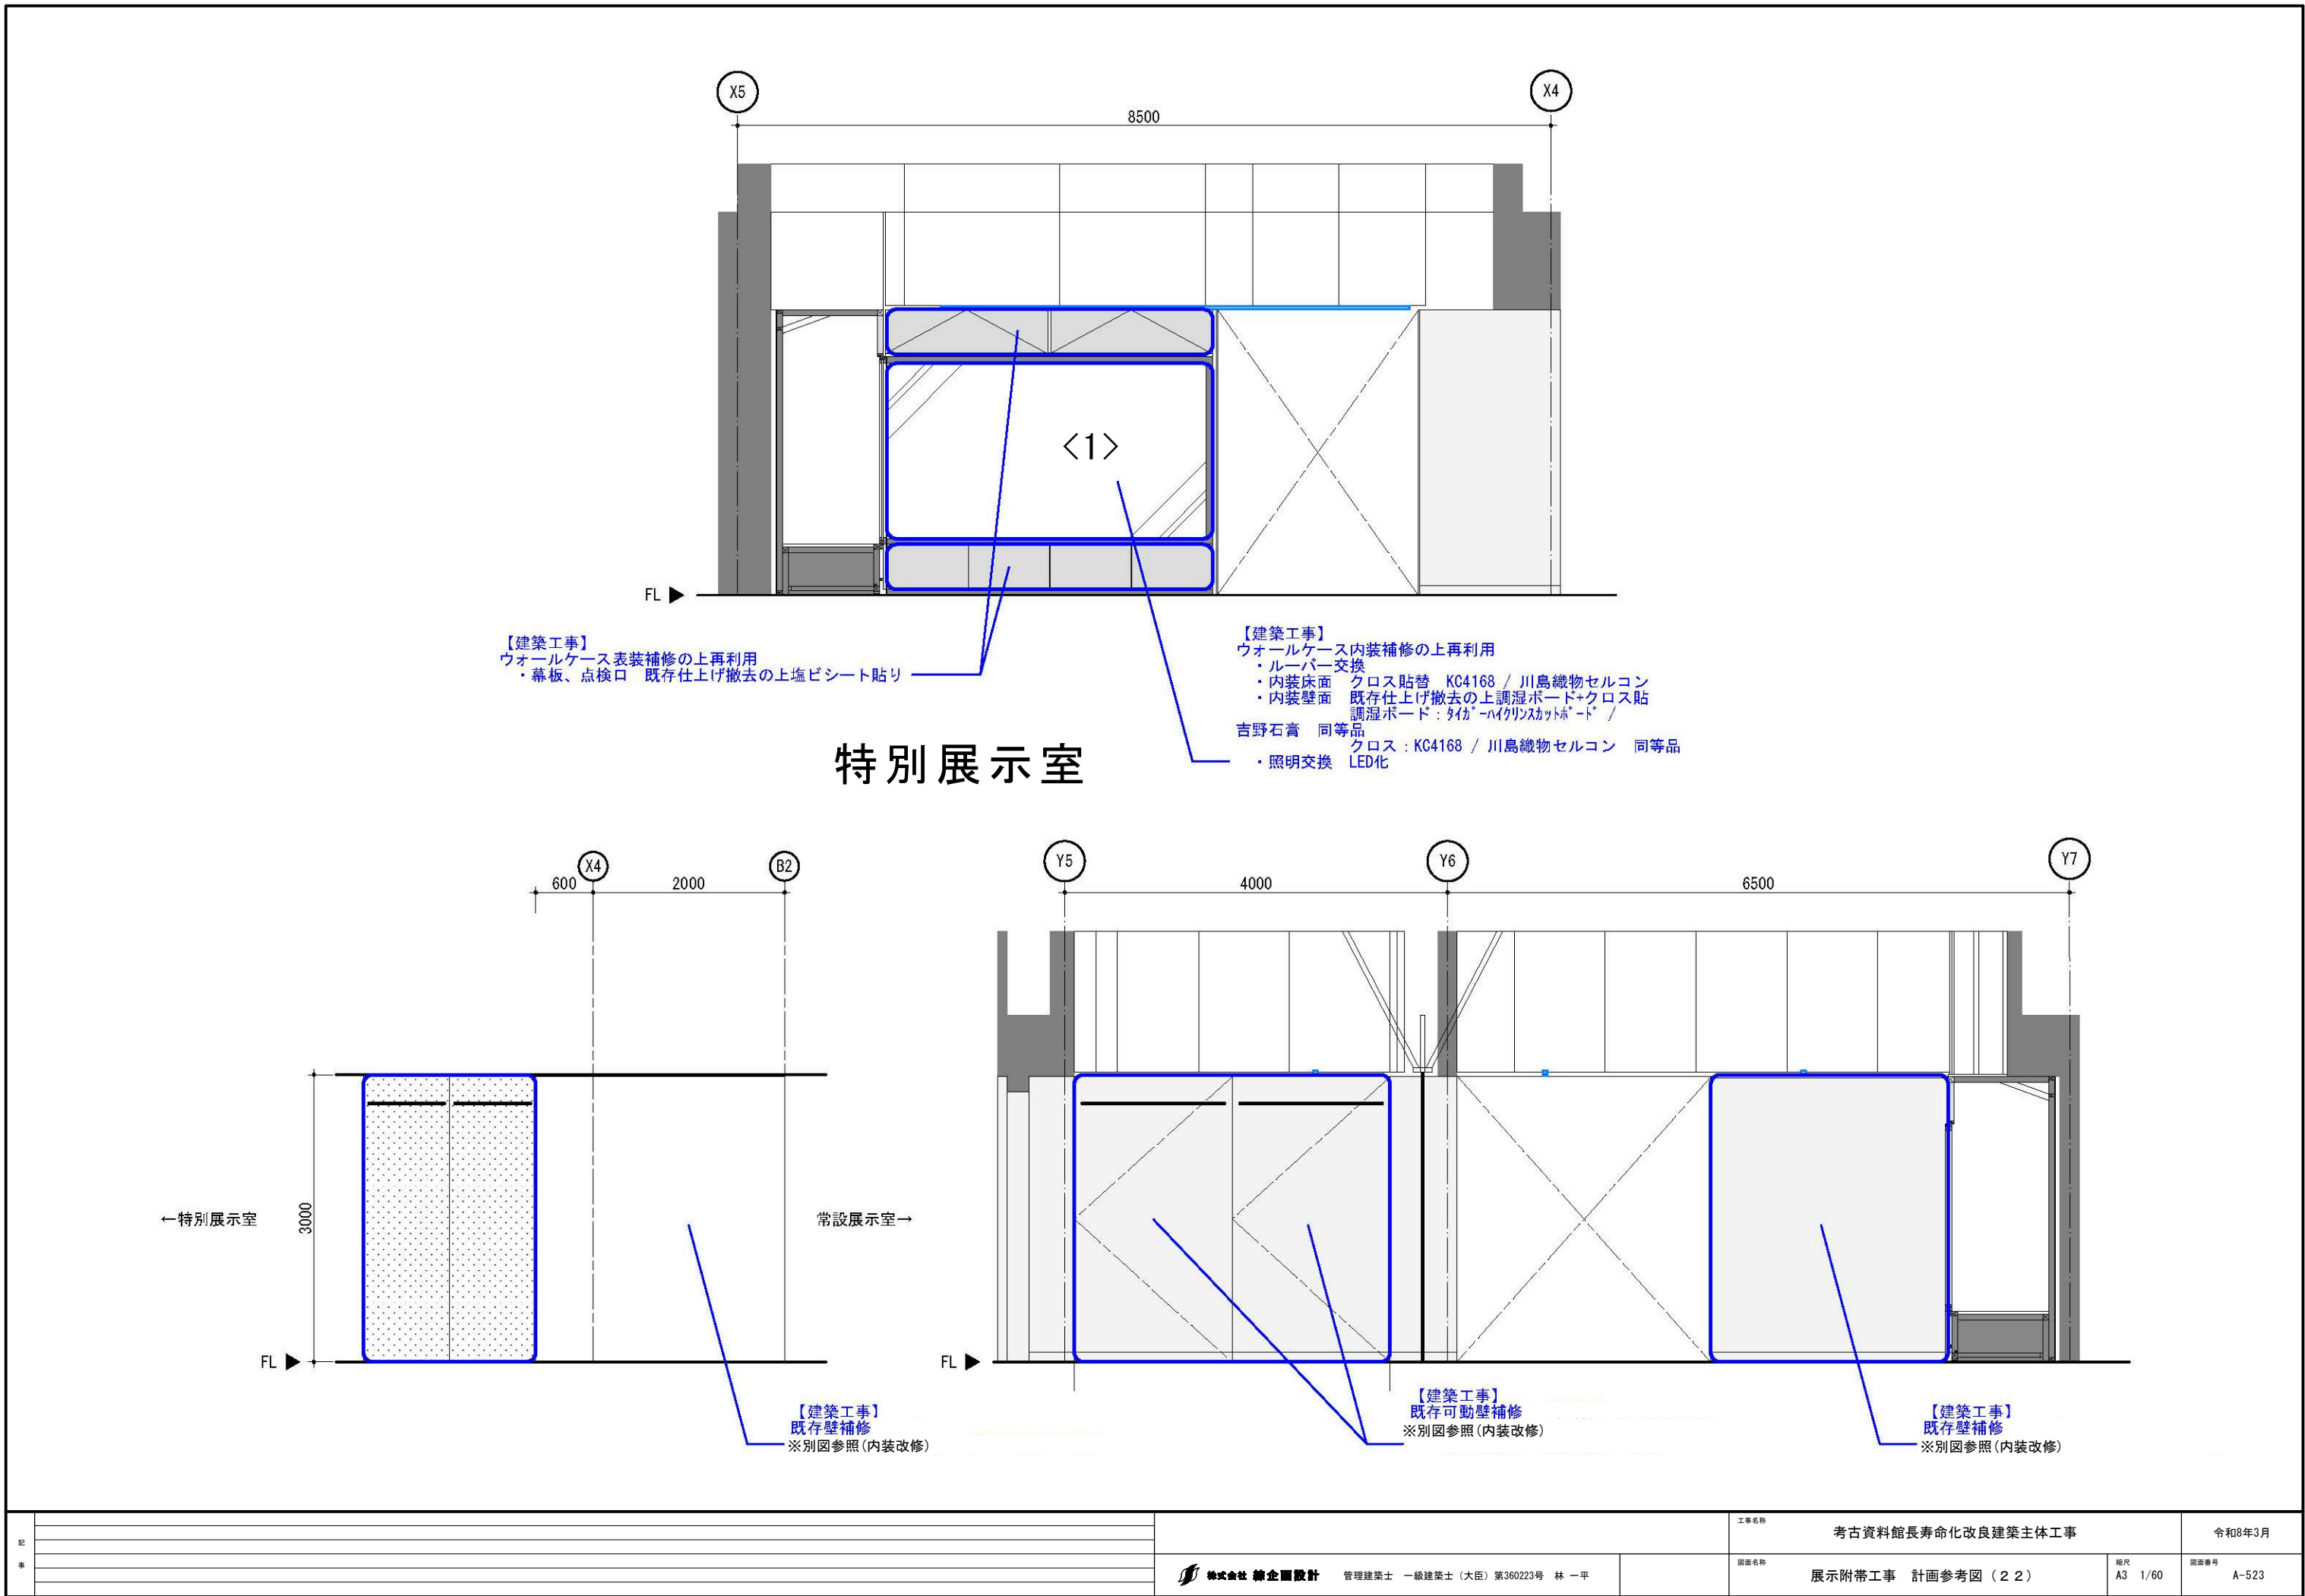 X5
X4
8500
<1>
FL ▶
【建築工事】
ウォールケース表装補修の上再利用
・幕板、点検口 既存仕上げ撤去の上塩ビシート貼り
【建築工事】
ウォールケース内装補修の上再利用
・ルーバー交換
・内装床面 クロス貼替 KC4168 / 川島織物セルコン
・内装壁面 既存仕上げ撤去の上調湿ボード+クロス貼
調湿ボード：ﾀｲｶﾞｰﾊｲｸﾘﾝｽｶｯﾄﾎﾞｰﾄﾞ /
吉野石膏 同等品
クロス：KC4168 / 川島織物セルコン 同等品
・照明交換 LED化
特別展示室
X4
B2
600
2000
3000
←特別展示室
常設展示室→
FL ▶
【建築工事】
既存壁補修
※別図参照(内装改修)
Y5
Y6
Y7
4000
6500
FL ▶
【建築工事】
既存可動壁補修
※別図参照(内装改修)
【建築工事】
既存壁補修
※別図参照(内装改修)
記
事
工事名称
考古資料館長寿命化改良建築主体工事
令和8年3月
株式会社
企画設計
管理建築士 一級建築士（大臣）第360223号 林 一平
図面名称
展示附帯工事 計画参考図（２２）
縮尺
A3 1/60
図面番号
A-523